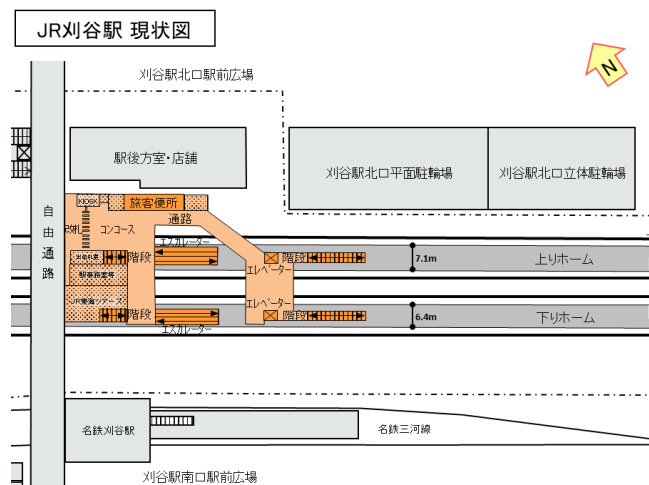 JR刈谷駅 現状図
N
刈谷駅北口駅前広場
駅後方室・店舗
刈谷駅北口平面駐輪場
刈谷駅北口立体駐輪場
KIOSK
旅客便所
通路
自由通路
改札
コンコース
エスカレーター
階段
階段
7.1m
上りホーム
エレベーター
駅事務室等
エレベーター
JR東海ツアーズ
階段
階段
6.4m
下りホーム
エスカレーター
名鉄刈谷駅
名鉄三河線
刈谷駅南口駅前広場